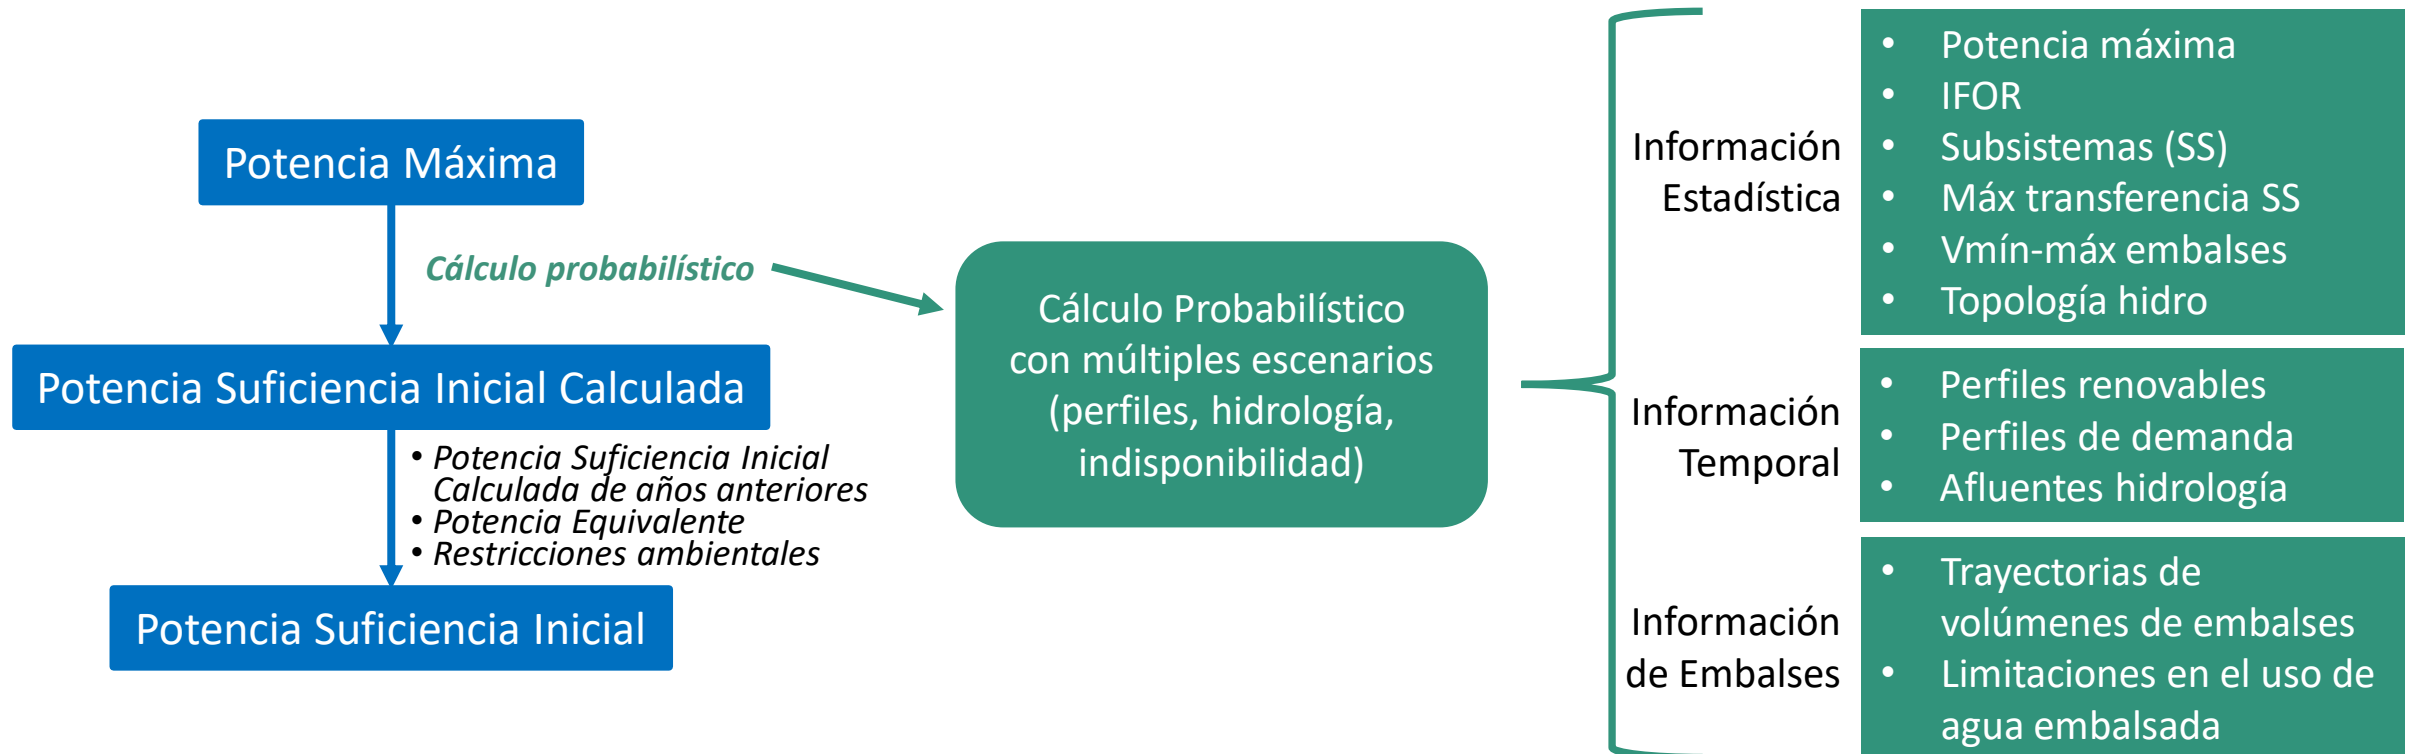 Potencia Máxima
Cálculo probabilístico
Potencia Suficiencia Inicial Calculada
• Potencia Suficiencia Inicial
Calculada de años anteriores
• Potencia Equivalente
• Restricciones ambientales
Potencia Suficiencia Inicial
Cálculo Probabilístico
con múltiples escenarios
(perfiles, hidrología,
indisponibilidad)
Información
Estadística
• Potencia máxima
• IFOR
• Subsistemas (SS)
• Máx transferencia SS
• Vmín-máx embalses
• Topología hidro
Información
Temporal
• Perfiles renovables
• Perfiles de demanda
• Afluentes hidrología
Información
de Embalses
• Trayectorias de
volúmenes de embalses
• Limitaciones en el uso de
agua embalsada